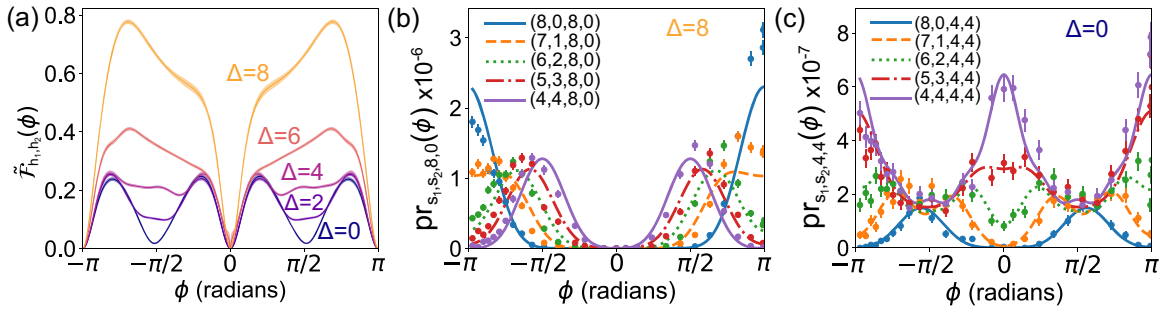 (a)
0.8
0.6
0.4
0.2
0.0
F̃h₁,h₂(ϕ)
Δ=8
Δ=6
Δ=4
Δ=2
Δ=0
−π −π/2 0 π/2 π
ϕ (radians)
(b)
3
2
1
0
prs₁,s₂,8,0(ϕ) x10⁻⁶
(8,0,8,0)
(7,1,8,0)
(6,2,8,0)
(5,3,8,0)
(4,4,8,0)
Δ=8
−π −π/2 0 π/2 π
ϕ (radians)
(c)
8
6
4
2
0
prs₁,s₂,4,4(ϕ) x10⁻⁷
(8,0,4,4)
(7,1,4,4)
(6,2,4,4)
(5,3,4,4)
(4,4,4,4)
Δ=0
−π −π/2 0 π/2 π
ϕ (radians)